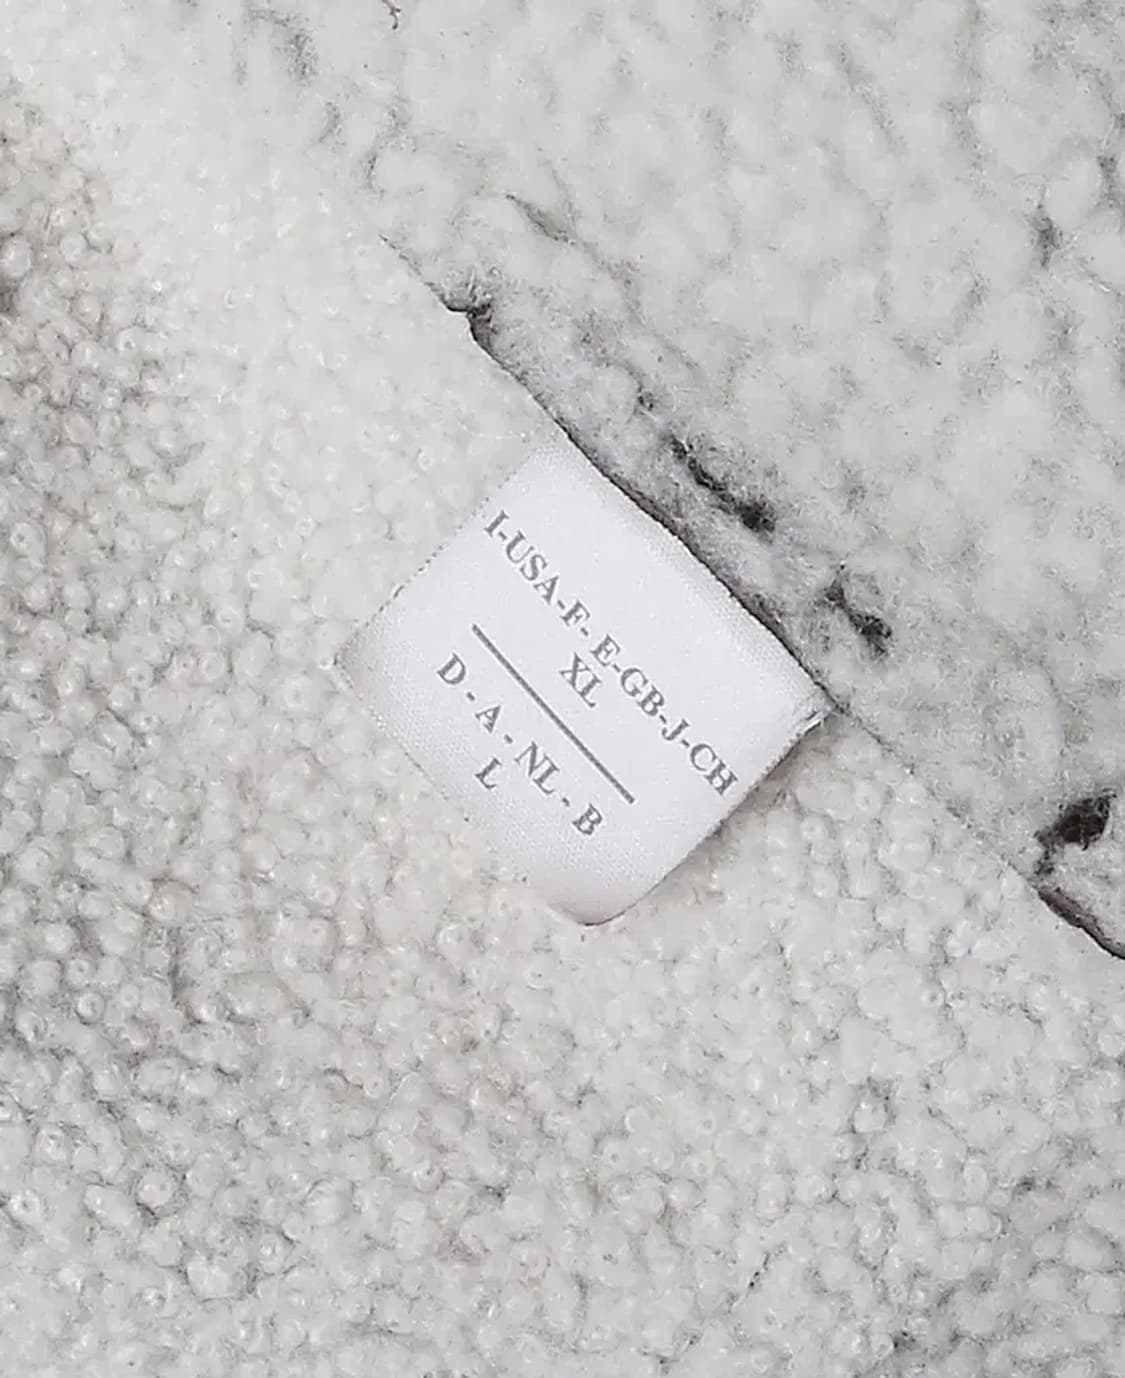 I-USA-F- E-GB-J-CH
XL
D - A - NL - B
L